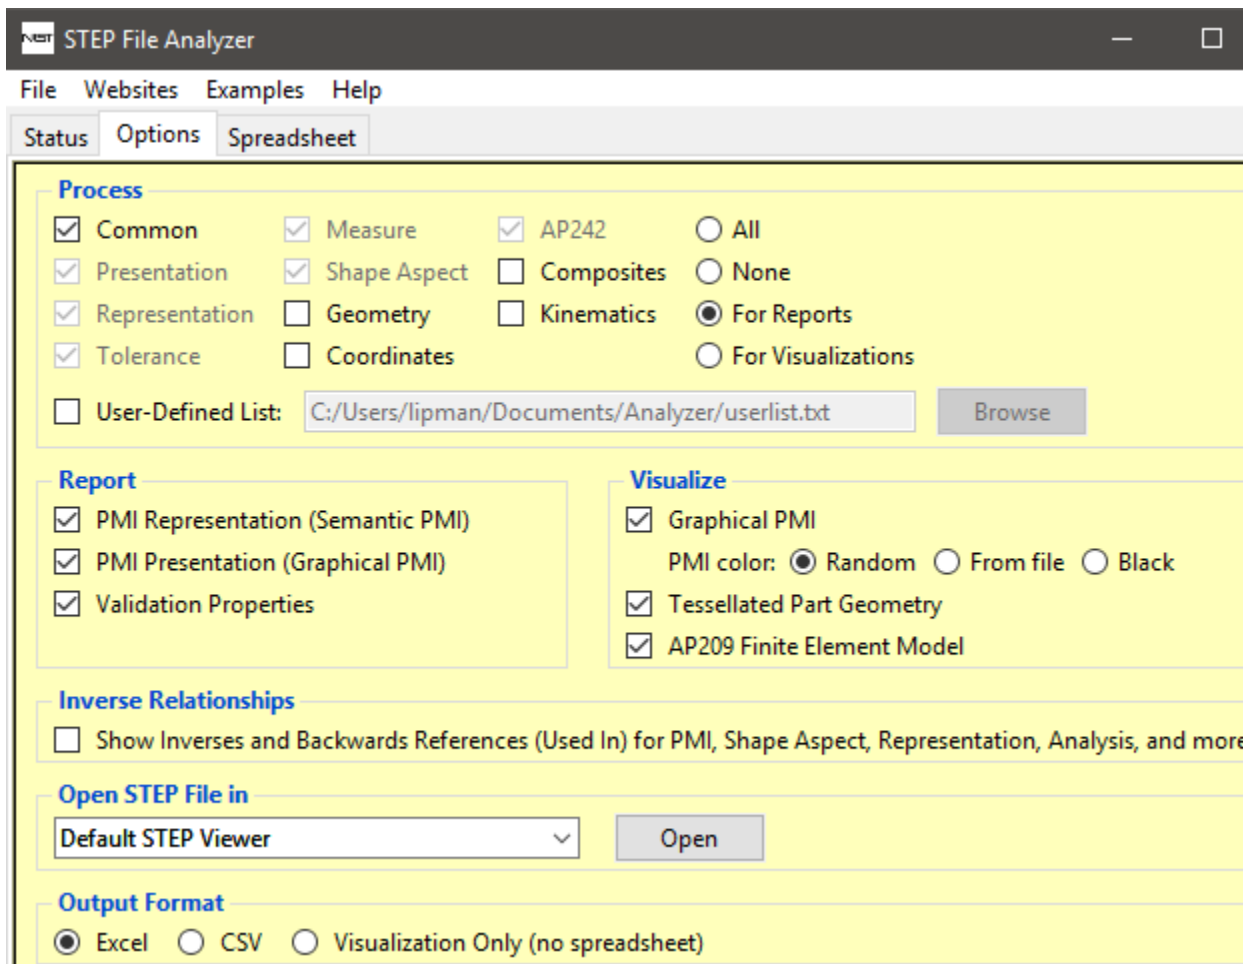 NIST STEP File Analyzer
File Websites Examples Help
Status Options Spreadsheet
Process
Common Measure AP242 All
Presentation Shape Aspect Composites None
Representation Geometry Kinematics For Reports
Tolerance Coordinates For Visualizations
User-Defined List: C:/Users/lipman/Documents/Analyzer/userlist.txt Browse
Report Visualize
PMI Representation (Semantic PMI) Graphical PMI
PMI Presentation (Graphical PMI) PMI color: Random From file Black
Validation Properties Tessellated Part Geometry
AP209 Finite Element Model
Inverse Relationships
Show Inverses and Backwards References (Used In) for PMI, Shape Aspect, Representation, Analysis, and more
Open STEP File in
Default STEP Viewer Open
Output Format
Excel CSV Visualization Only (no spreadsheet)